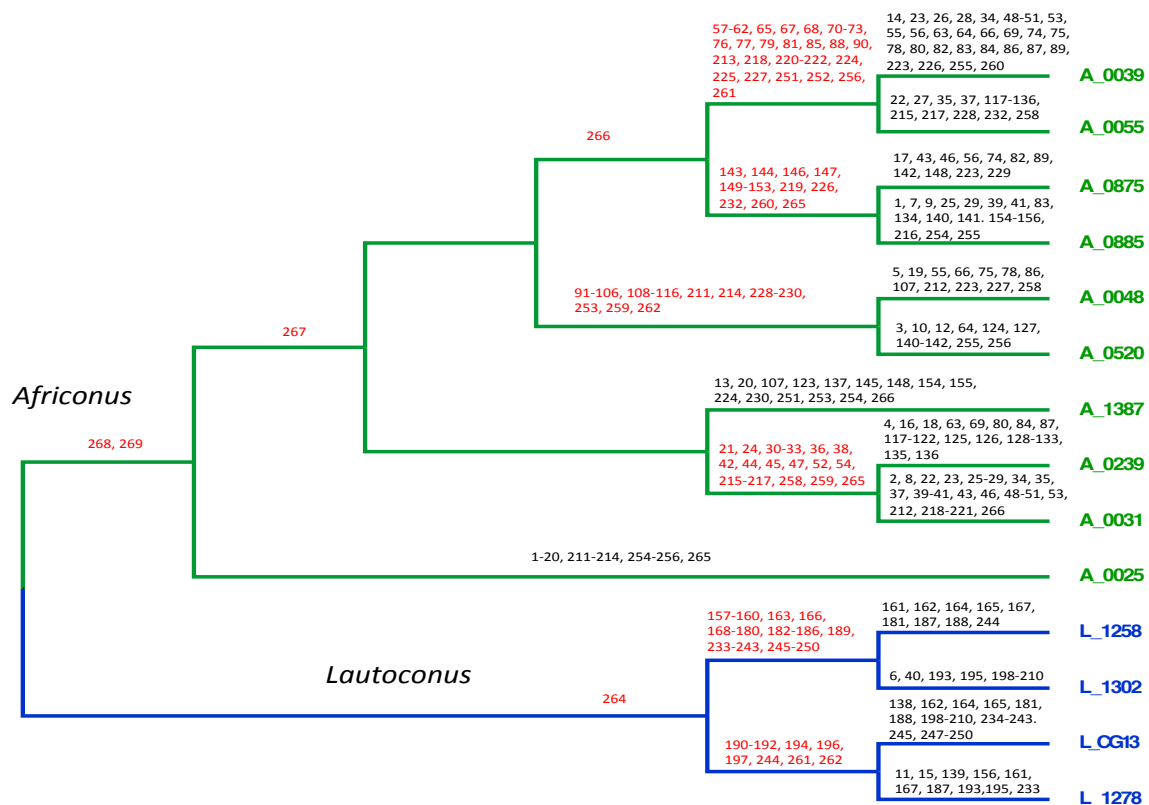 57-62, 65, 67, 68, 70-73,
76, 77, 79, 81, 85, 88, 90,
213, 218, 220-222, 224,
225, 227, 251, 252, 256,
261
14, 23, 26, 28, 34, 48-51, 53,
55, 56, 63, 64, 66, 69, 74, 75,
78, 80, 82, 83, 84, 86, 87, 89,
223, 226, 255, 260
A_0039
22, 27, 35, 37, 117-136,
215, 217, 228, 232, 258
A_0055
266
143, 144, 146, 147,
149-153, 219, 226,
232, 260, 265
17, 43, 46, 56, 74, 82, 89,
142, 148, 223, 229
A_0875
1, 7, 9, 25, 29, 39, 41, 83,
134, 140, 141. 154-156,
216, 254, 255
A_0885
91-106, 108-116, 211, 214, 228-230,
253, 259, 262
5, 19, 55, 66, 75, 78, 86,
107, 212, 223, 227, 258
A_0048
3, 10, 12, 64, 124, 127,
140-142, 255, 256
A_0520
267
Africonus
268, 269
13, 20, 107, 123, 137, 145, 148, 154, 155,
224, 230, 251, 253, 254, 266
A_1387
21, 24, 30-33, 36, 38,
42, 44, 45, 47, 52, 54,
215-217, 258, 259, 265
4, 16, 18, 63, 69, 80, 84, 87,
117-122, 125, 126, 128-133,
135, 136
A_0239
2, 8, 22, 23, 25-29, 34, 35,
37, 39-41, 43, 46, 48-51, 53,
212, 218-221, 266
A_0031
1-20, 211-214, 254-256, 265
A_0025
Lautoconus
264
157-160, 163, 166,
168-180, 182-186, 189,
233-243, 245-250
161, 162, 164, 165, 167,
181, 187, 188, 244
L_1258
6, 40, 193, 195, 198-210
L_1302
190-192, 194, 196,
197, 244, 261, 262
138, 162, 164, 165, 181,
188, 198-210, 234-243.
245, 247-250
L_CG13
11, 15, 139, 156, 161,
167, 187, 193,195, 233
L_1278